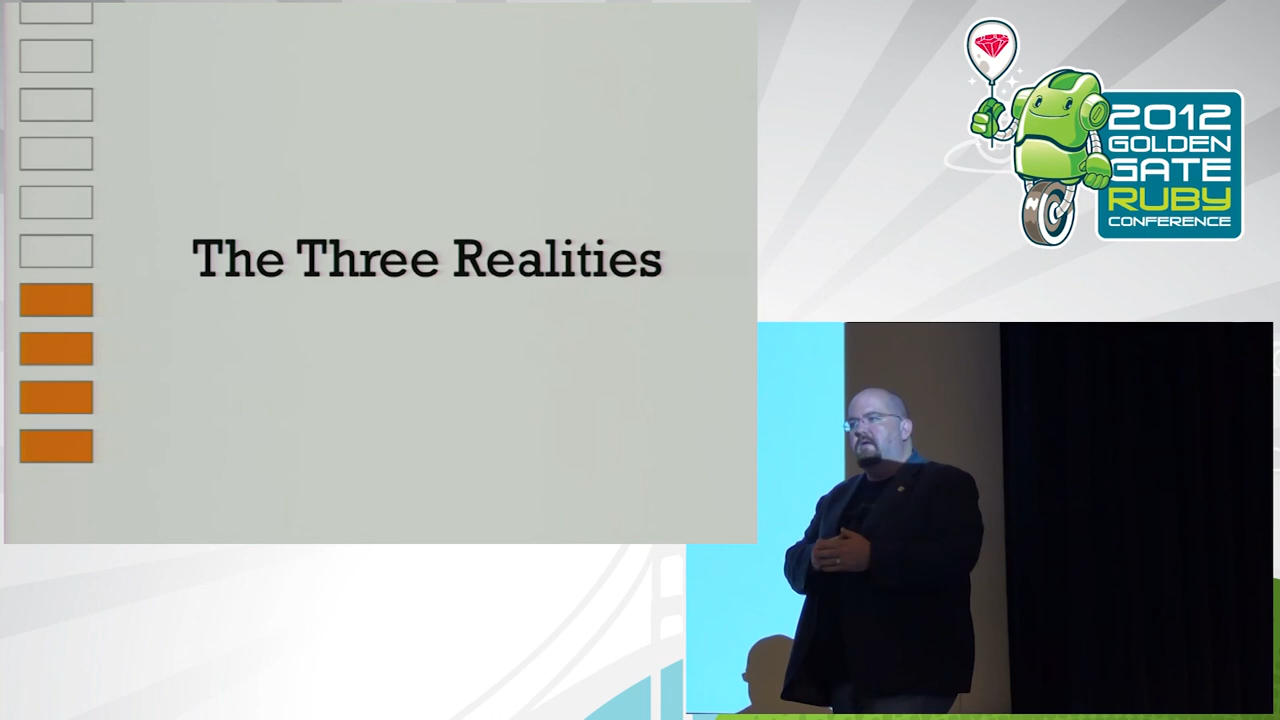 The Three Realities
2012
GOLDEN
GATE
RUBY
CONFERENCE